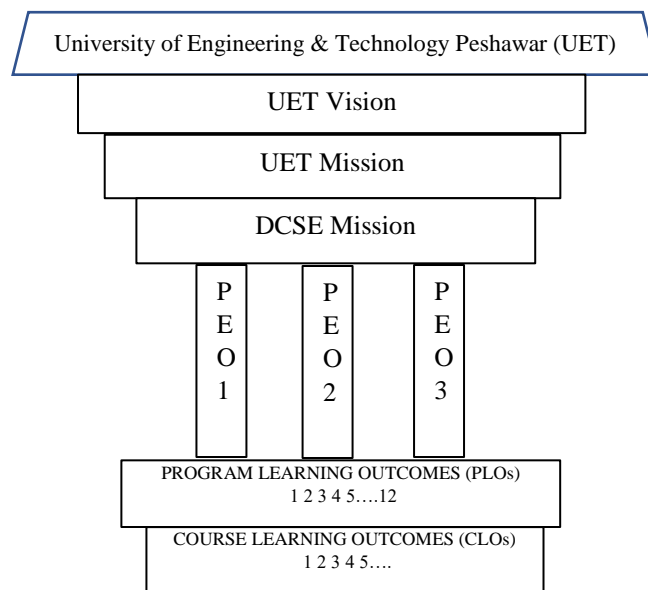 University of Engineering & Technology Peshawar (UET)
UET Vision
UET Mission
DCSE Mission
P
E
O
1
P
E
O
2
P
E
O
3
PROGRAM LEARNING OUTCOMES (PLOs)
1 2 3 4 5….12
COURSE LEARNING OUTCOMES (CLOs)
1 2 3 4 5….